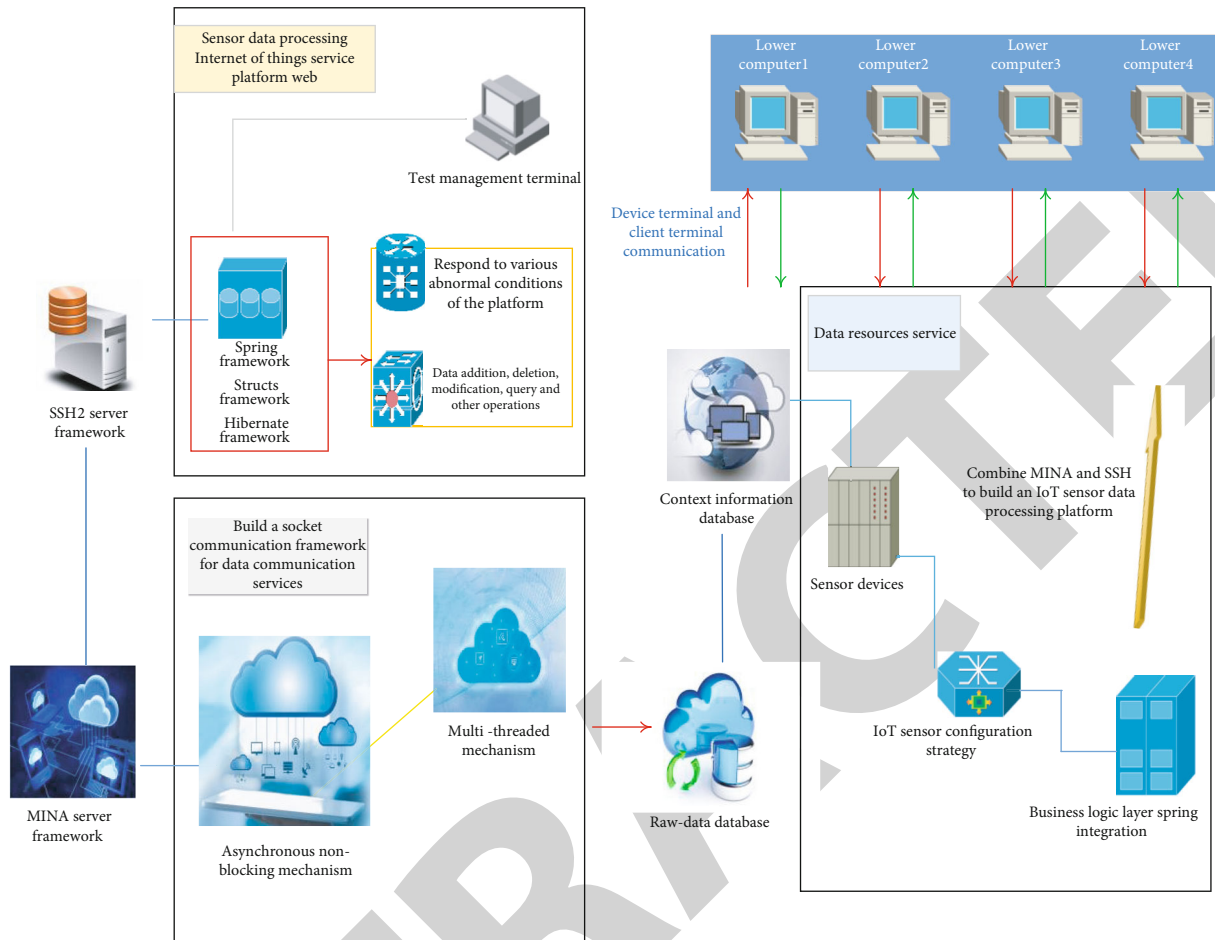 Sensor data processing
Internet of things service
platform web
Test management terminal
Respond to various
abnormal conditions
of the platform
Spring
framework
Structs
framework
Hibernate
framework
Data addition, deletion,
modification, query and
other operations
SSH2 server
framework
Build a socket
communication framework
for data communication
services
Multi -threaded
mechanism
Asynchronous non-
blocking mechanism
MINA server
framework
Lower
computer1
Lower
computer2
Lower
computer3
Lower
computer4
Device terminal and
client terminal
communication
Data resources service
Context information
database
Sensor devices
Combine MINA and SSH
to build an IoT sensor data
processing platform
IoT sensor configuration
strategy
Raw-data database
Business logic layer spring
integration